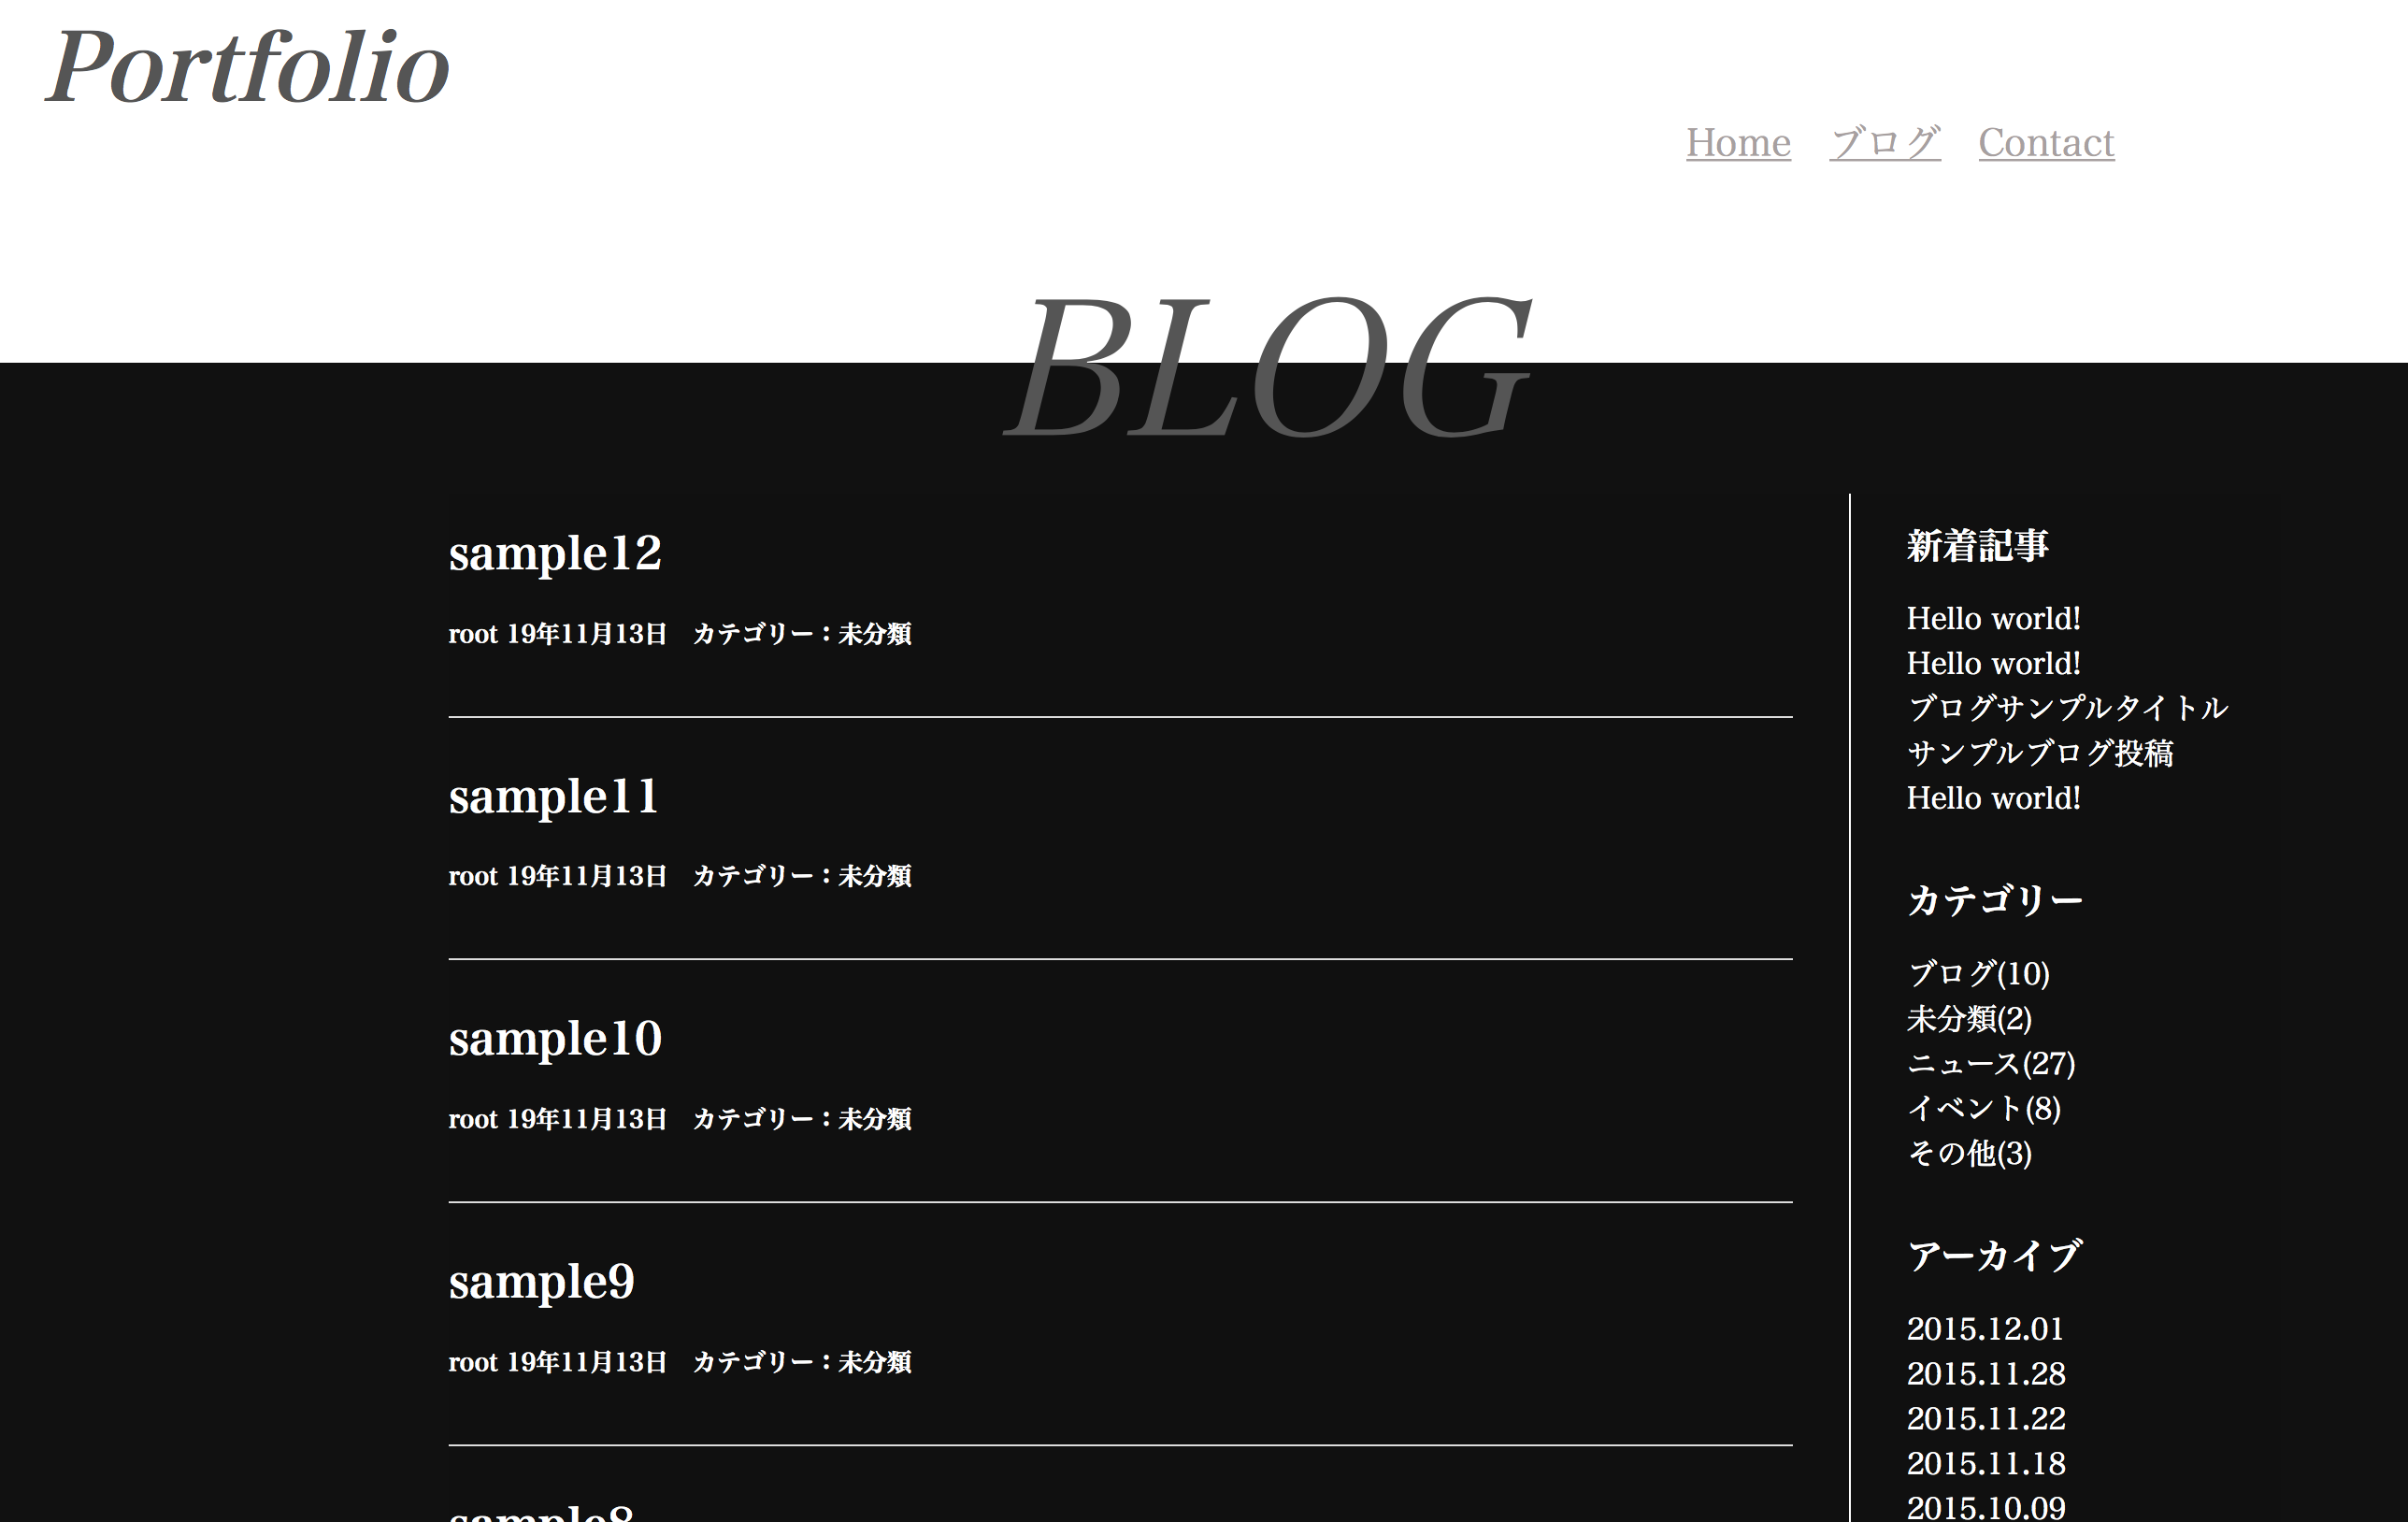 Portfolio
Home ブログ Contact
BLOG
sample12
root 19年11月13日　カテゴリー：未分類
sample11
root 19年11月13日　カテゴリー：未分類
sample10
root 19年11月13日　カテゴリー：未分類
sample9
root 19年11月13日　カテゴリー：未分類
sample8
新着記事
Hello world!
Hello world!
ブログサンプルタイトル
サンプルブログ投稿
Hello world!
カテゴリー
ブログ(10)
未分類(2)
ニュース(27)
イベント(8)
その他(3)
アーカイブ
2015.12.01
2015.11.28
2015.11.22
2015.11.18
2015.10.09